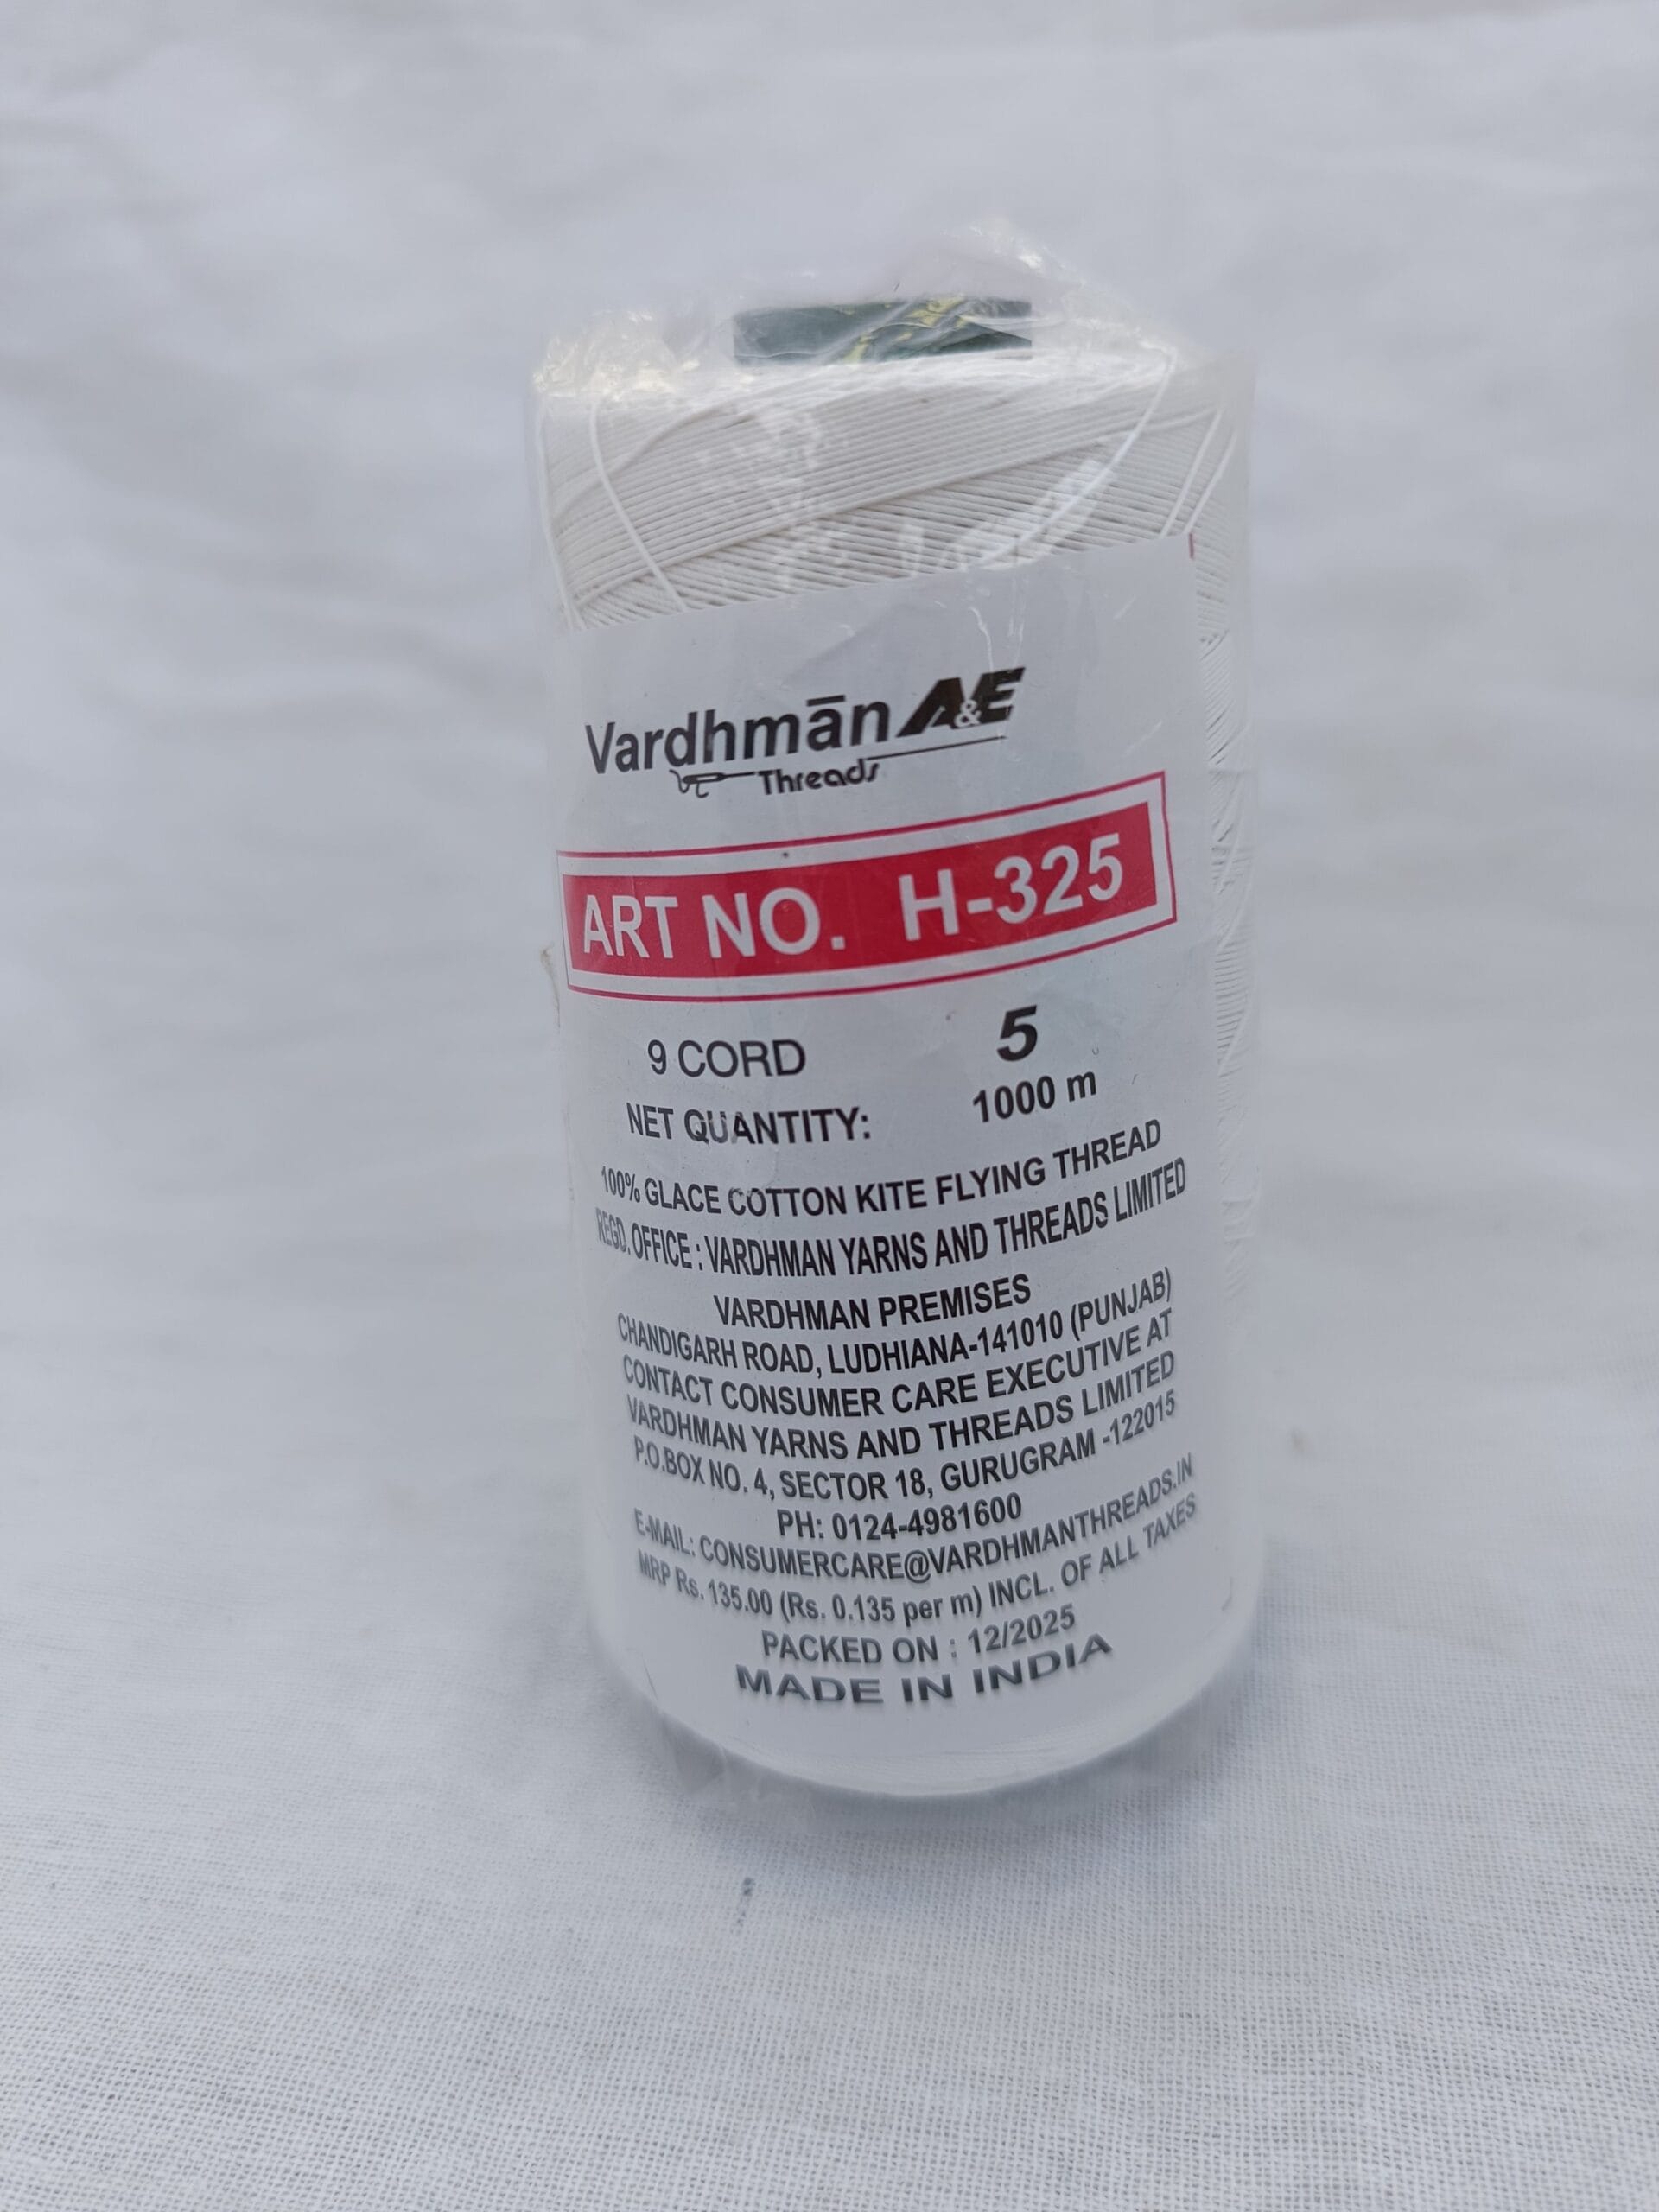 Vardhmān A&E
Threads
ART NO. H-325
9 CORD 5
NET QUANTITY: 1000 m
100% GLACE COTTON KITE FLYING THREAD
REGD. OFFICE : VARDHMAN YARNS AND THREADS LIMITED
VARDHMAN PREMISES
CHANDIGARH ROAD, LUDHIANA-141010 (PUNJAB)
CONTACT CONSUMER CARE EXECUTIVE AT
VARDHMAN YARNS AND THREADS LIMITED
P.O.BOX NO. 4, SECTOR 18, GURUGRAM -122015
PH: 0124-4981600
E-MAIL: CONSUMERCARE@VARDHMANTHREADS.IN
MRP Rs. 135.00 (Rs. 0.135 per m) INCL. OF ALL TAXES
PACKED ON : 12/2025
MADE IN INDIA